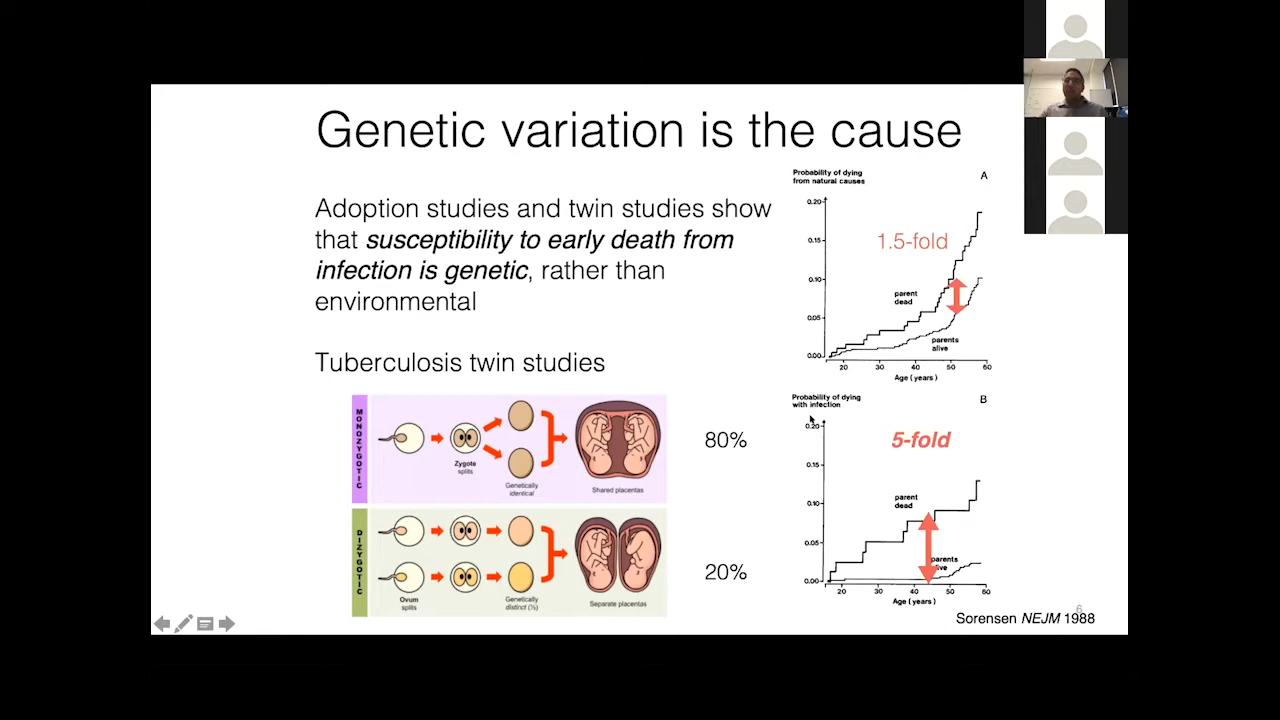 Genetic variation is the cause
Adoption studies and twin studies show
that susceptibility to early death from
infection is genetic, rather than
environmental
Tuberculosis twin studies
MONOZYGOTIC
Zygote
splits
Genetically
identical
Shared placentas
80%
DIZYGOTIC
Ovum
splits
Genetically
distinct (½)
Separate placentas
20%
Probability of dying
from natural causes
A
0.20
0.15
0.10
0.05
0.00
1.5-fold
parent
dead
parents
alive
20 30 40 50 60
Age (years)
Probability of dying
with infection
B
0.20
0.15
0.10
0.05
0.00
5-fold
parent
dead
parents
alive
20 30 40 50 60
Age (years)
6
Sorensen NEJM 1988